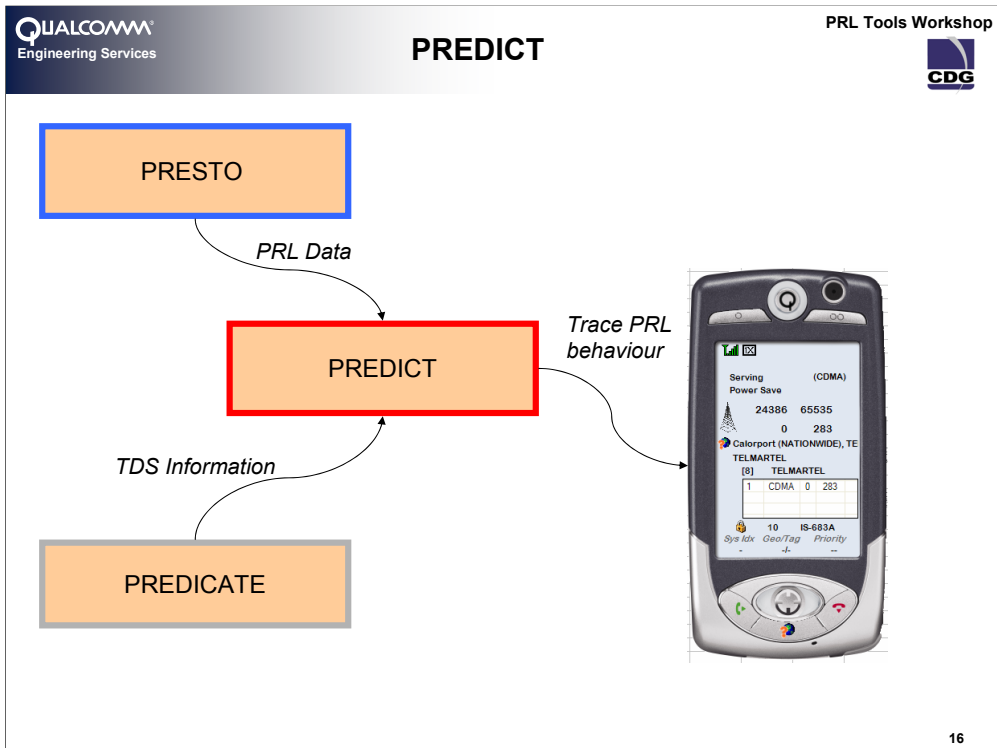 QUALCOMM®
Engineering Services
PREDICT
PRL Tools Workshop
CDG
PRESTO
PRL Data
PREDICT
Trace PRL
behaviour
TDS Information
PREDICATE
1X
Serving (CDMA)
Power Save
24386 65535
0 283
Calorport (NATIONWIDE), TE
TELMARTEL
[8] TELMARTEL
1 CDMA 0 283
10 IS-683A
Sys Idx Geo/Tag Priority
- -/- --
16